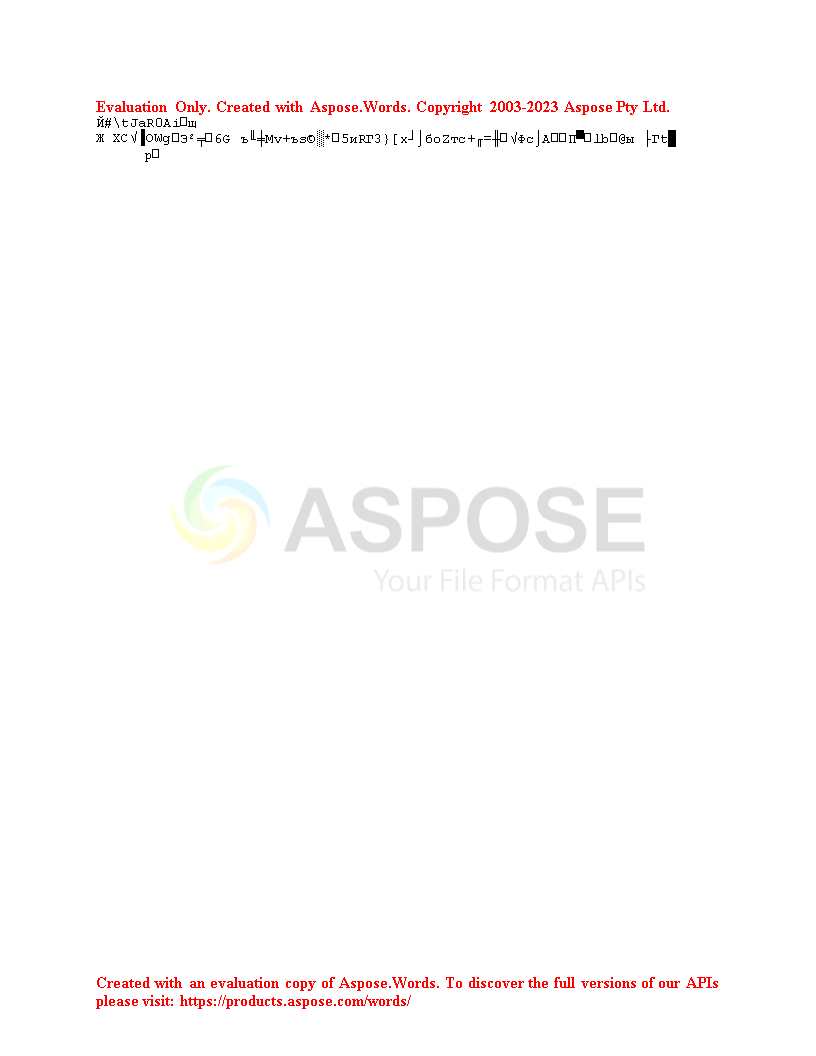 Evaluation Only. Created with Aspose.Words. Copyright 2003-2023 Aspose Pty Ltd.
Й#\tJaR0Ai□щ
Ж XC√▐OWg□Э²╤□6G ъ╙╪Mv+ъs©░*□5иRГ3}[x┘⌡боZтc+╓=╫□√Фc⌡A□□П▀□lb□@ы ├Гt█
p□
ASPOSE
Your File Format APIs
Created with an evaluation copy of Aspose.Words. To discover the full versions of our APIs
please visit: https://products.aspose.com/words/